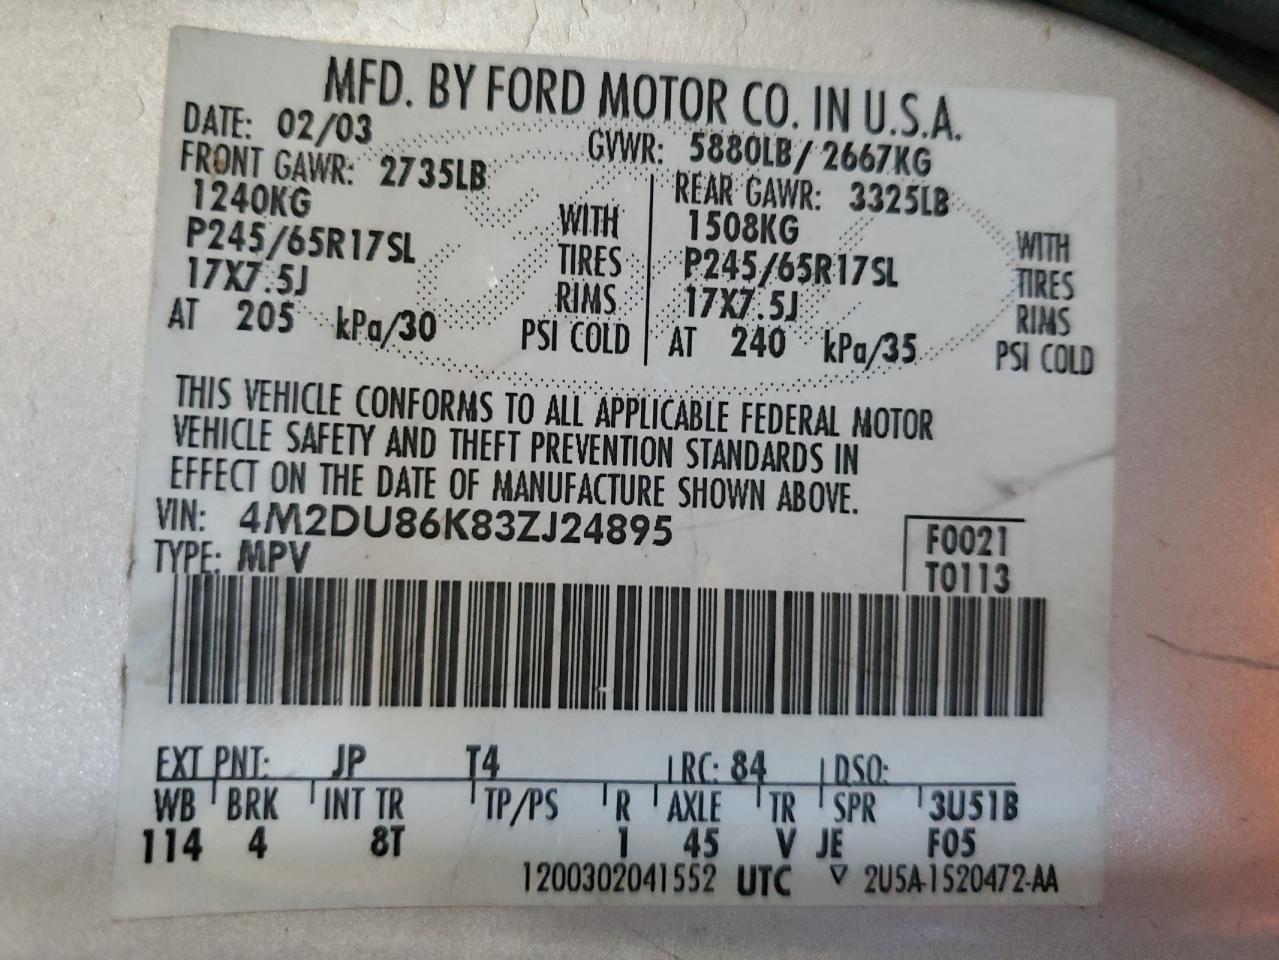 MFD. BY FORD MOTOR CO. IN U.S.A.
DATE: 02/03 GVWR: 5880LB/ 2667KG
FRONT GAWR: 2735LB REAR GAWR: 3325LB
1240KG WITH 1508KG WITH
P245/65R17SL TIRES P245/65R17SL TIRES
17X7.5J RIMS 17X7.5J RIMS
AT 205 kPa/30 PSI COLD AT 240 kPa/35 PSI COLD
THIS VEHICLE CONFORMS TO ALL APPLICABLE FEDERAL MOTOR
VEHICLE SAFETY AND THEFT PREVENTION STANDARDS IN
EFFECT ON THE DATE OF MANUFACTURE SHOWN ABOVE.
VIN: 4M2DU86K83ZJ24895 F0021
TYPE: MPV T0113
EXT PNT: JP T4 RC: 84 DSO:
WB BRK INT TR TP/PS R AXLE TR SPR 3U51B
114 4 8T 1 45 V JE F05
1200302041552 UTC ▽ 2U5A-1520472-AA